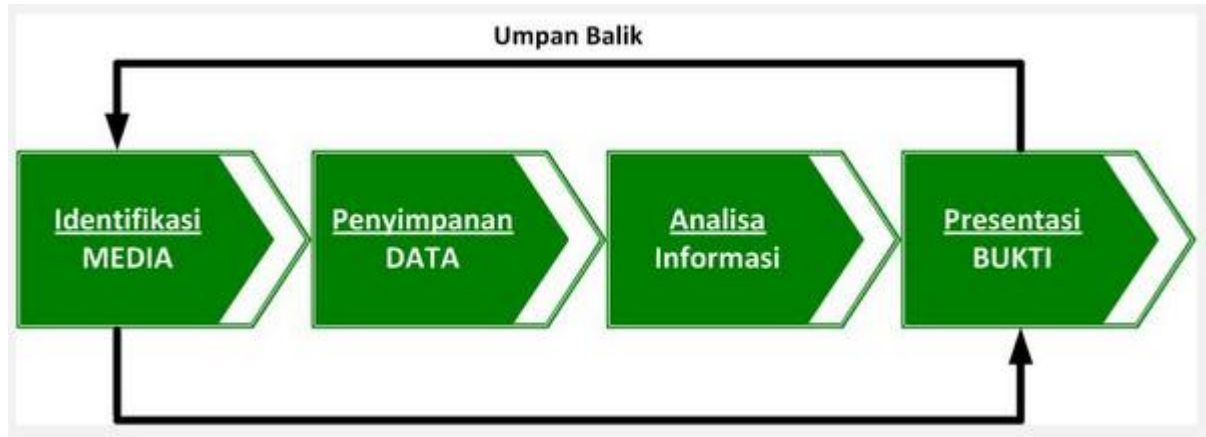 Umpan Balik
Identifikasi
MEDIA
Penyimpanan
DATA
Analisa
Informasi
Presentasi
BUKTI